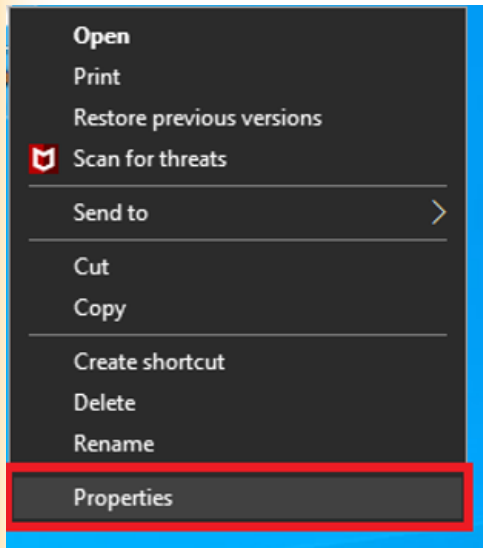 Open
Print
Restore previous versions
Scan for threats
Send to
Cut
Copy
Create shortcut
Delete
Rename
Properties